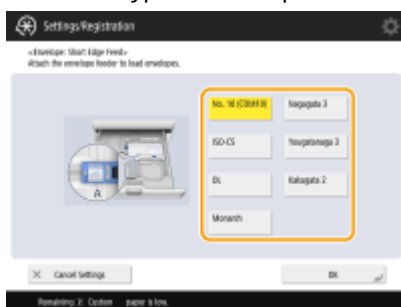 Settings/Registration
<Envelope: Short Edge Feed>
Attach the envelope feeder to load envelopes.
No. 10 (COM10)
Nagagata 3
ISO-C5
Yougatanaga 3
DL
Kakugata 2
Monarch
A
Cancel Settings
OK
Remaining 2: Custom paper is low.